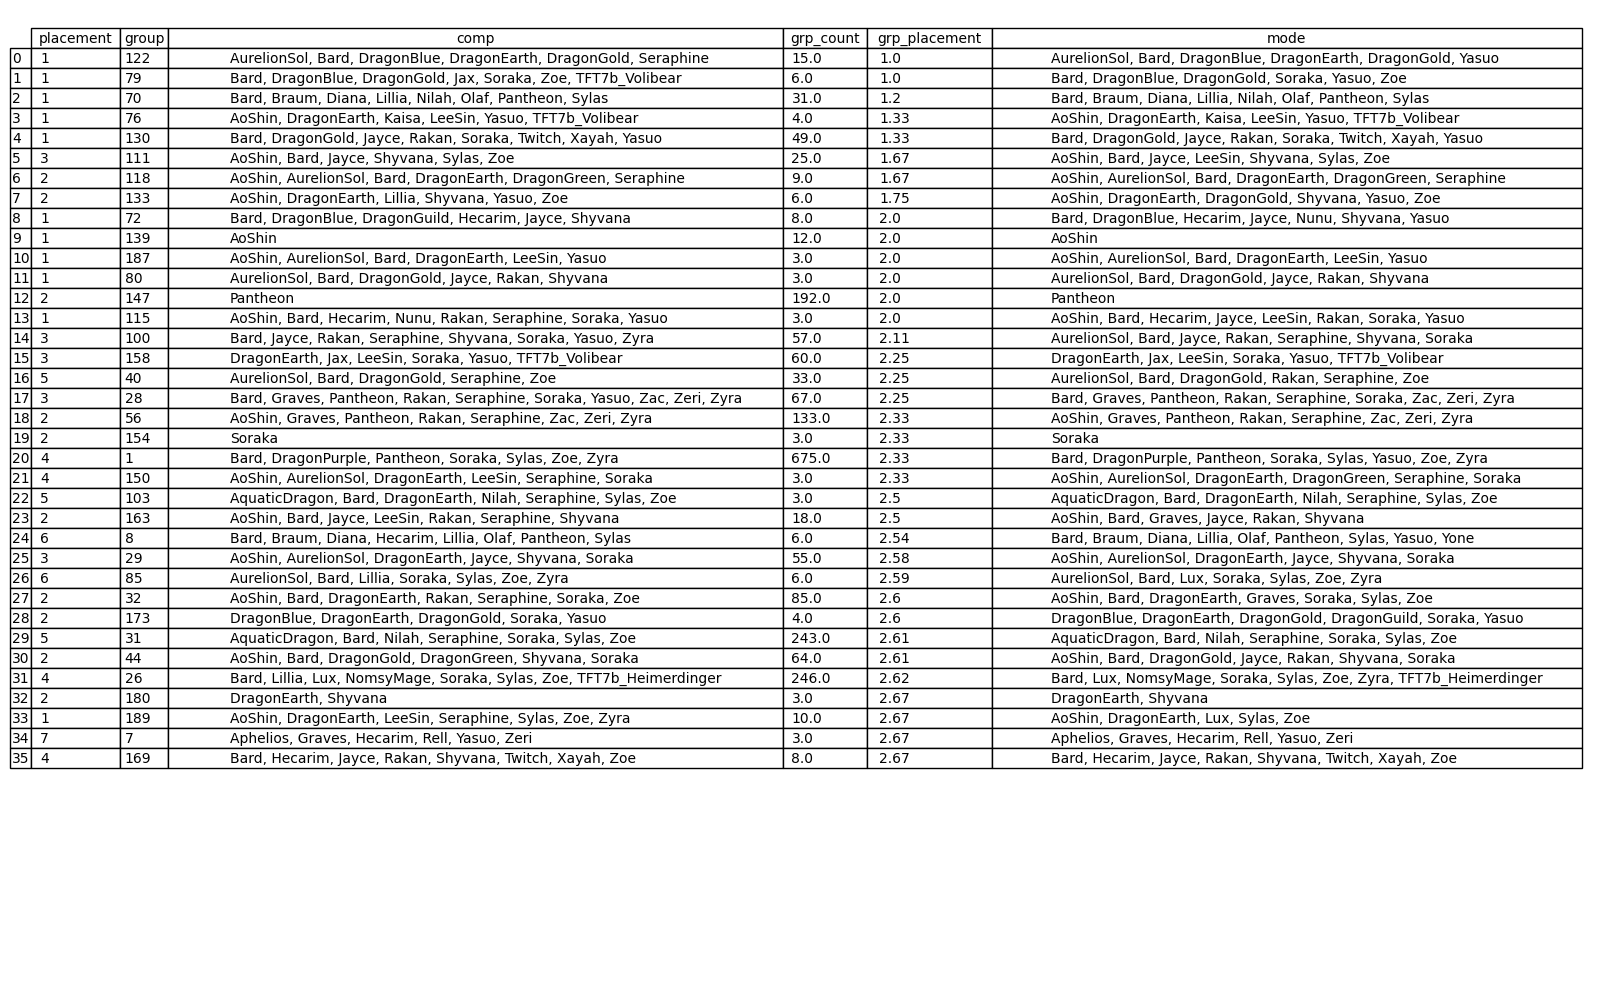 placement group comp grp_count grp_placement mode
0 1 122 AurelionSol, Bard, DragonBlue, DragonEarth, DragonGold, Seraphine 15.0 1.0 AurelionSol, Bard, DragonBlue, DragonEarth, DragonGold, Yasuo
1 1 79 Bard, DragonBlue, DragonGold, Jax, Soraka, Zoe, TFT7b_Volibear 6.0 1.0 Bard, DragonBlue, DragonGold, Soraka, Yasuo, Zoe
2 1 70 Bard, Braum, Diana, Lillia, Nilah, Olaf, Pantheon, Sylas 31.0 1.2 Bard, Braum, Diana, Lillia, Nilah, Olaf, Pantheon, Sylas
3 1 76 AoShin, DragonEarth, Kaisa, LeeSin, Yasuo, TFT7b_Volibear 4.0 1.33 AoShin, DragonEarth, Kaisa, LeeSin, Yasuo, TFT7b_Volibear
4 1 130 Bard, DragonGold, Jayce, Rakan, Soraka, Twitch, Xayah, Yasuo 49.0 1.33 Bard, DragonGold, Jayce, Rakan, Soraka, Twitch, Xayah, Yasuo
5 3 111 AoShin, Bard, Jayce, Shyvana, Sylas, Zoe 25.0 1.67 AoShin, Bard, Jayce, LeeSin, Shyvana, Sylas, Zoe
6 2 118 AoShin, AurelionSol, Bard, DragonEarth, DragonGreen, Seraphine 9.0 1.67 AoShin, AurelionSol, Bard, DragonEarth, DragonGreen, Seraphine
7 2 133 AoShin, DragonEarth, Lillia, Shyvana, Yasuo, Zoe 6.0 1.75 AoShin, DragonEarth, DragonGold, Shyvana, Yasuo, Zoe
8 1 72 Bard, DragonBlue, DragonGuild, Hecarim, Jayce, Shyvana 8.0 2.0 Bard, DragonBlue, Hecarim, Jayce, Nunu, Shyvana, Yasuo
9 1 139 AoShin 12.0 2.0 AoShin
10 1 187 AoShin, AurelionSol, Bard, DragonEarth, LeeSin, Yasuo 3.0 2.0 AoShin, AurelionSol, Bard, DragonEarth, LeeSin, Yasuo
11 1 80 AurelionSol, Bard, DragonGold, Jayce, Rakan, Shyvana 3.0 2.0 AurelionSol, Bard, DragonGold, Jayce, Rakan, Shyvana
12 2 147 Pantheon 192.0 2.0 Pantheon
13 1 115 AoShin, Bard, Hecarim, Nunu, Rakan, Seraphine, Soraka, Yasuo 3.0 2.0 AoShin, Bard, Hecarim, Jayce, LeeSin, Rakan, Soraka, Yasuo
14 3 100 Bard, Jayce, Rakan, Seraphine, Shyvana, Soraka, Yasuo, Zyra 57.0 2.11 AurelionSol, Bard, Jayce, Rakan, Seraphine, Shyvana, Soraka
15 3 158 DragonEarth, Jax, LeeSin, Soraka, Yasuo, TFT7b_Volibear 60.0 2.25 DragonEarth, Jax, LeeSin, Soraka, Yasuo, TFT7b_Volibear
16 5 40 AurelionSol, Bard, DragonGold, Seraphine, Zoe 33.0 2.25 AurelionSol, Bard, DragonGold, Rakan, Seraphine, Zoe
17 3 28 Bard, Graves, Pantheon, Rakan, Seraphine, Soraka, Yasuo, Zac, Zeri, Zyra 67.0 2.25 Bard, Graves, Pantheon, Rakan, Seraphine, Soraka, Zac, Zeri, Zyra
18 2 56 AoShin, Graves, Pantheon, Rakan, Seraphine, Zac, Zeri, Zyra 133.0 2.33 AoShin, Graves, Pantheon, Rakan, Seraphine, Zac, Zeri, Zyra
19 2 154 Soraka 3.0 2.33 Soraka
20 4 1 Bard, DragonPurple, Pantheon, Soraka, Sylas, Zoe, Zyra 675.0 2.33 Bard, DragonPurple, Pantheon, Soraka, Sylas, Yasuo, Zoe, Zyra
21 4 150 AoShin, AurelionSol, DragonEarth, LeeSin, Seraphine, Soraka 3.0 2.33 AoShin, AurelionSol, DragonEarth, DragonGreen, Seraphine, Soraka
22 5 103 AquaticDragon, Bard, DragonEarth, Nilah, Seraphine, Sylas, Zoe 3.0 2.5 AquaticDragon, Bard, DragonEarth, Nilah, Seraphine, Sylas, Zoe
23 2 163 AoShin, Bard, Jayce, LeeSin, Rakan, Seraphine, Shyvana 18.0 2.5 AoShin, Bard, Graves, Jayce, Rakan, Shyvana
24 6 8 Bard, Braum, Diana, Hecarim, Lillia, Olaf, Pantheon, Sylas 6.0 2.54 Bard, Braum, Diana, Lillia, Olaf, Pantheon, Sylas, Yasuo, Yone
25 3 29 AoShin, AurelionSol, DragonEarth, Jayce, Shyvana, Soraka 55.0 2.58 AoShin, AurelionSol, DragonEarth, Jayce, Shyvana, Soraka
26 6 85 AurelionSol, Bard, Lillia, Soraka, Sylas, Zoe, Zyra 6.0 2.59 AurelionSol, Bard, Lux, Soraka, Sylas, Zoe, Zyra
27 2 32 AoShin, Bard, DragonEarth, Rakan, Seraphine, Soraka, Zoe 85.0 2.6 AoShin, Bard, DragonEarth, Graves, Soraka, Sylas, Zoe
28 2 173 DragonBlue, DragonEarth, DragonGold, Soraka, Yasuo 4.0 2.6 DragonBlue, DragonEarth, DragonGold, DragonGuild, Soraka, Yasuo
29 5 31 AquaticDragon, Bard, Nilah, Seraphine, Soraka, Sylas, Zoe 243.0 2.61 AquaticDragon, Bard, Nilah, Seraphine, Soraka, Sylas, Zoe
30 2 44 AoShin, Bard, DragonGold, DragonGreen, Shyvana, Soraka 64.0 2.61 AoShin, Bard, DragonGold, Jayce, Rakan, Shyvana, Soraka
31 4 26 Bard, Lillia, Lux, NomsyMage, Soraka, Sylas, Zoe, TFT7b_Heimerdinger 246.0 2.62 Bard, Lux, NomsyMage, Soraka, Sylas, Zoe, Zyra, TFT7b_Heimerdinger
32 2 180 DragonEarth, Shyvana 3.0 2.67 DragonEarth, Shyvana
33 1 189 AoShin, DragonEarth, LeeSin, Seraphine, Sylas, Zoe, Zyra 10.0 2.67 AoShin, DragonEarth, Lux, Sylas, Zoe
34 7 7 Aphelios, Graves, Hecarim, Rell, Yasuo, Zeri 3.0 2.67 Aphelios, Graves, Hecarim, Rell, Yasuo, Zeri
35 4 169 Bard, Hecarim, Jayce, Rakan, Shyvana, Twitch, Xayah, Zoe 8.0 2.67 Bard, Hecarim, Jayce, Rakan, Shyvana, Twitch, Xayah, Zoe